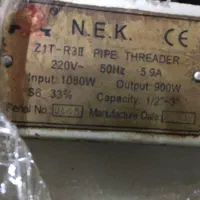 N.E.K. CE
Z1T-R3II PIPE THREADER
220V~ 50Hz 5.9A
Input: 1080W Output: 900W
S6 33% Capacity: 1/2"-3"
Serial No. Manufacture Date